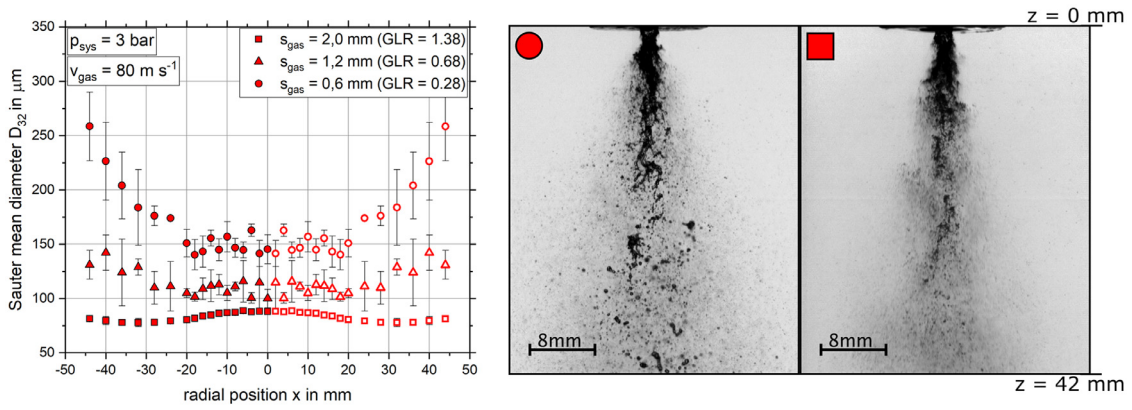 350
300
250
200
150
100
50
Sauter mean diameter D₃₂ in µm
p_sys = 3 bar
v_gas = 80 m s⁻¹
s_gas = 2,0 mm (GLR = 1.38)
s_gas = 1,2 mm (GLR = 0.68)
s_gas = 0,6 mm (GLR = 0.28)
-50 -40 -30 -20 -10 0 10 20 30 40 50
radial position x in mm
z = 0 mm
8mm
8mm
z = 42 mm